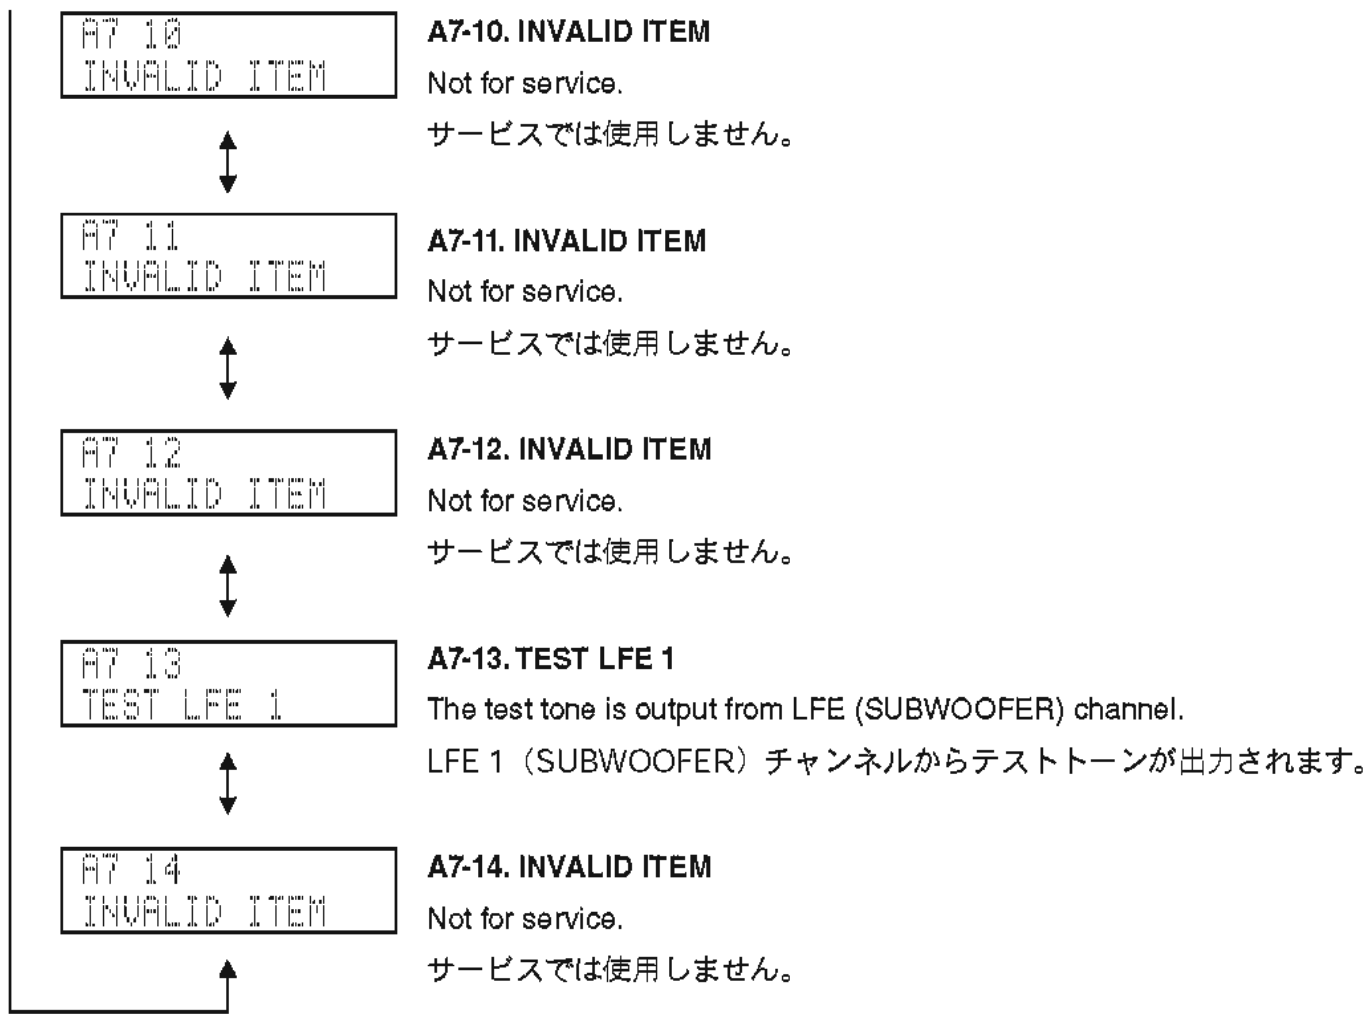 A7 10
INVALID ITEM
A7-10. INVALID ITEM
Not for service.
サービスでは使用しません。
A7 11
INVALID ITEM
A7-11. INVALID ITEM
Not for service.
サービスでは使用しません。
A7 12
INVALID ITEM
A7-12. INVALID ITEM
Not for service.
サービスでは使用しません。
A7 13
TEST LFE 1
A7-13. TEST LFE 1
The test tone is output from LFE (SUBWOOFER) channel.
LFE 1（SUBWOOFER）チャンネルからテストトーンが出力されます。
A7 14
INVALID ITEM
A7-14. INVALID ITEM
Not for service.
サービスでは使用しません。